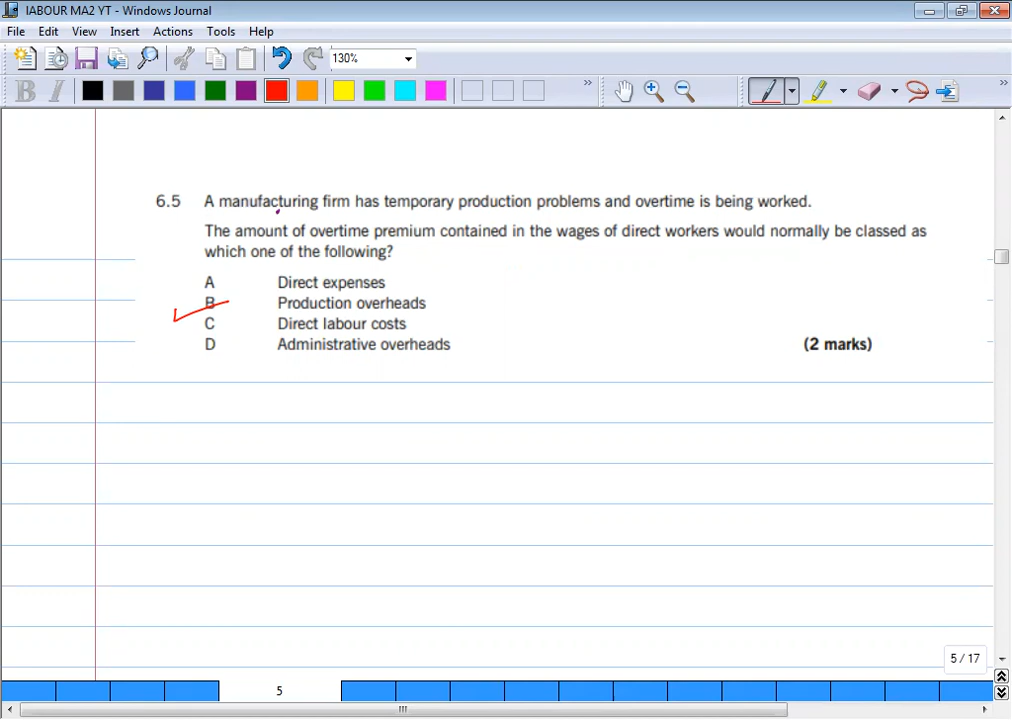 IABOUR MA2 YT - Windows Journal
File Edit View Insert Actions Tools Help
130%
B I
6.5 A manufacturing firm has temporary production problems and overtime is being worked.
The amount of overtime premium contained in the wages of direct workers would normally be classed as
which one of the following?
A Direct expenses
B Production overheads
C Direct labour costs
D Administrative overheads (2 marks)
5 / 17
5